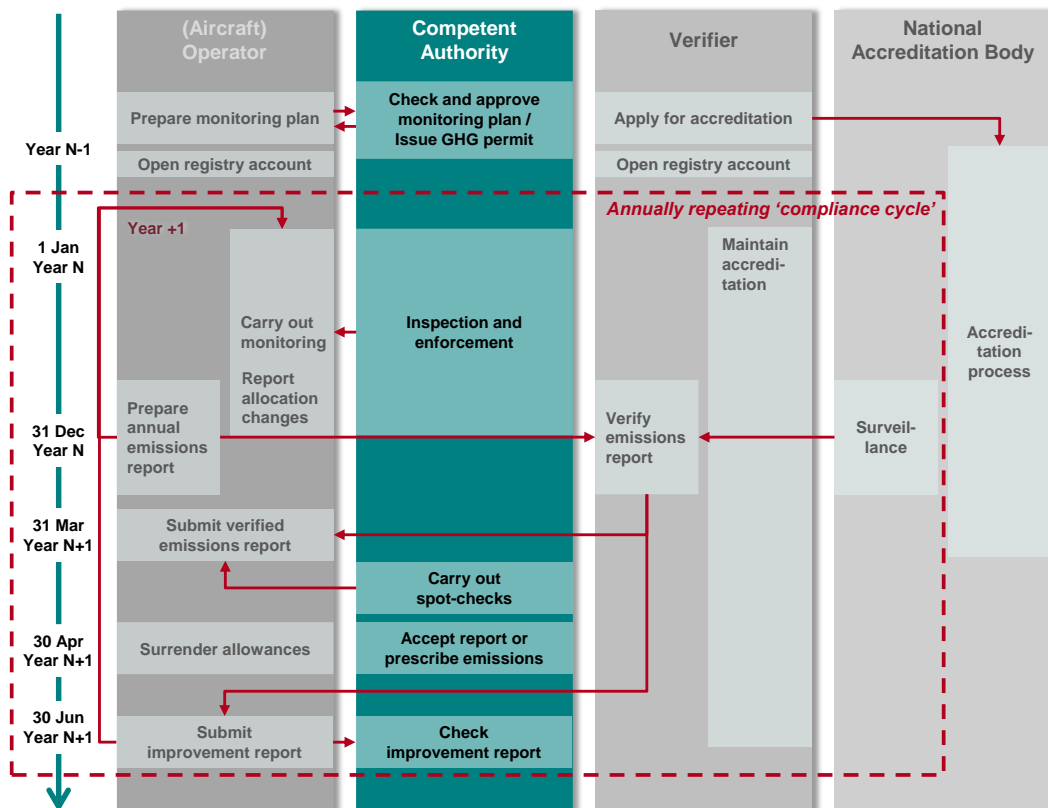 (Aircraft)
Operator
Competent
Authority
Verifier
National
Accreditation Body
Year N-1
Prepare monitoring plan
Check and approve
monitoring plan /
Issue GHG permit
Apply for accreditation
Open registry account
Open registry account
Annually repeating ‘compliance cycle’
Year +1
1 Jan
Year N
Maintain
accredi-
tation
Carry out
monitoring
Report
allocation
changes
Inspection and
enforcement
Accredi-
tation
process
31 Dec
Year N
Prepare
annual
emissions
report
Verify
emissions
report
Surveil-
lance
31 Mar
Year N+1
Submit verified
emissions report
Carry out
spot-checks
30 Apr
Year N+1
Surrender allowances
Accept report or
prescribe emissions
30 Jun
Year N+1
Submit
improvement report
Check
improvement report